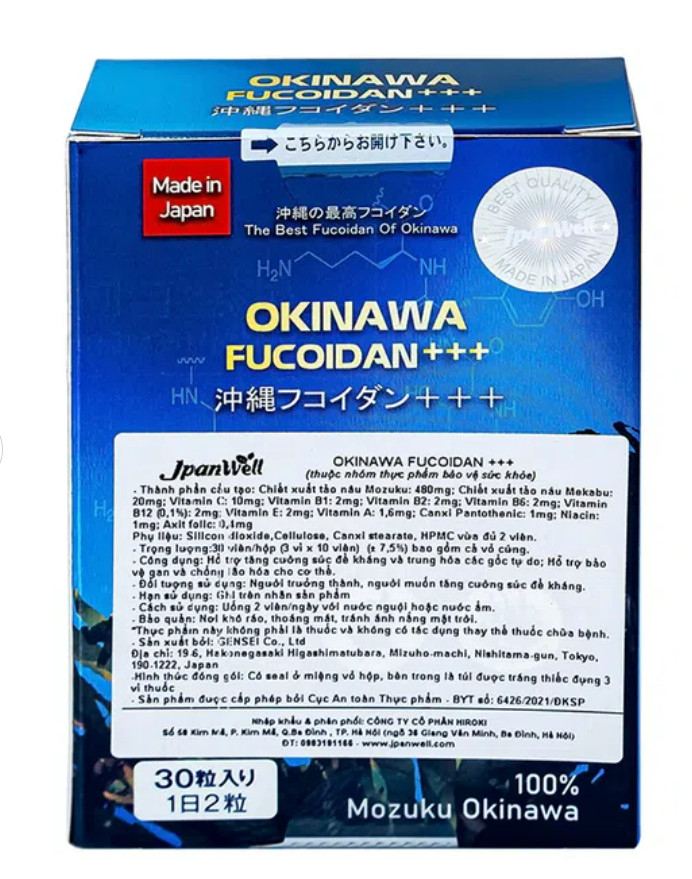 OKINAWA
FUCOIDAN+++
沖縄フコイダン+++
こちらからお開け下さい。
Made in
Japan
沖縄の最高フコイダン
The Best Fucoidan Of Okinawa
BEST QUALITY
JpanWell
MADE IN JAPAN
H₂N
NH
O
OH
OKINAWA
FUCOIDAN+++
HN
沖縄フコイダン+++
NH
JpanWell
OKINAWA FUCOIDAN +++
(thuộc nhóm thực phẩm bảo vệ sức khỏe)
- Thành phần cấu tạo: Chiết xuất tảo nâu Mozuku: 480mg; Chiết xuất tảo nâu Mekabu:
20mg; Vitamin C: 10mg; Vitamin B1: 2mg; Vitamin B2: 2mg; Vitamin B6: 2mg; Vitamin
B12 (0,1%): 2mg; Vitamin E: 2mg; Vitamin A: 1,6mg; Canxi Pantothenic: 1mg; Niacin:
1mg; Axit folic: 0,4mg
Phụ liệu: Silicon dioxide,Cellulose, Canxi stearate, HPMC vừa đủ 2 viên.
- Trọng lượng:30 viên/hộp (3 vỉ x 10 viên) (± 7,5%) bao gồm cả vỏ cứng.
- Công dụng: Hỗ trợ tăng cường sức đề kháng và trung hòa các gốc tự do; Hỗ trợ bảo
vệ gan và chống lão hóa cho cơ thể.
- Đối tượng sử dụng: Người trưởng thành, người muốn tăng cường sức đề kháng.
- Hạn sử dụng: Ghi trên nhãn sản phẩm
- Cách sử dụng: Uống 2 viên/ngày với nước nguội hoặc nước ấm.
- Bảo quản: Nơi khô ráo, thoáng mát, tránh ánh nắng mặt trời.
*Thực phẩm này không phải là thuốc và không có tác dụng thay thế thuốc chữa bệnh.
- Sản xuất bởi: GENSEI Co., Ltd
Địa chỉ: 19-6, Hakonegasaki Higashimatubara, Mizuho-machi, Nishitama-gun, Tokyo,
190-1222, Japan
-Hình thức đóng gói: Có seal ở miệng vỏ hộp, bên trong là túi được tráng thiếc đựng 3
vỉ thuốc
- Sản phẩm được cấp phép bởi Cục An toàn Thực phẩm - BYT số: 6426/2021/ĐKSP
Nhập khẩu & phân phối: CÔNG TY CỔ PHẦN HIROKI
Số 68 Kim Mã, P. Kim Mã, Q.Ba Đình , TP. Hà Nội (ngõ 36 Giang Văn Minh, Ba Đình, Hà Nội)
ĐT: 0983191166 - www.jpanwell.com
30粒入り
1日2粒
100%
Mozuku Okinawa